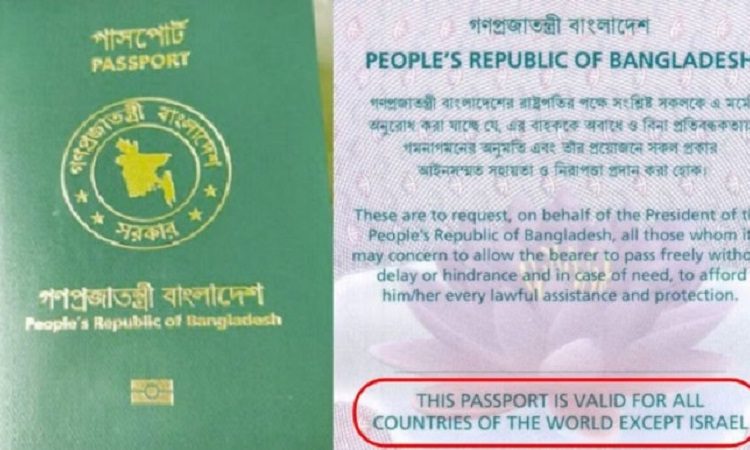 পাসপোর্ট
PASSPORT
গণপ্রজাতন্ত্রী বাংলাদেশ
সরকার
গণপ্রজাতন্ত্রী বাংলাদেশ
People's Republic of Bangladesh
গণপ্রজাতন্ত্রী বাংলাদেশ
PEOPLE'S REPUBLIC OF BANGLADESH
গণপ্রজাতন্ত্রী বাংলাদেশের রাষ্ট্রপতির পক্ষে সংশ্লিষ্ট সকলকে এ মর্মে
অনুরোধ করা যাচ্ছে যে, এর বাহককে অবাধে ও বিনা প্রতিবন্ধকতায়
গমনাগমনের অনুমতি এবং তাঁর প্রয়োজনে সকল প্রকার
আইনসম্মত সহায়তা ও নিরাপত্তা প্রদান করা হোক।
These are to request, on behalf of the President of
People's Republic of Bangladesh, all those whom it
may concern to allow the bearer to pass freely
delay or hindrance and in case of need, to afford
him/her every lawful assistance and protection.
THIS PASSPORT IS VALID FOR ALL
COUNTRIES OF THE WORLD EXCEPT ISRAEL